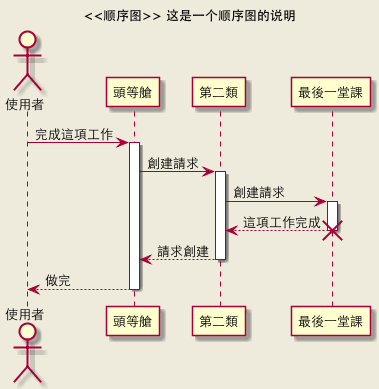 <<顺序图>> 这是一个顺序图的说明
使用者
頭等艙
第二類
最後一堂課
完成這項工作
創建請求
創建請求
這項工作完成
請求創建
做完
使用者
頭等艙
第二類
最後一堂課